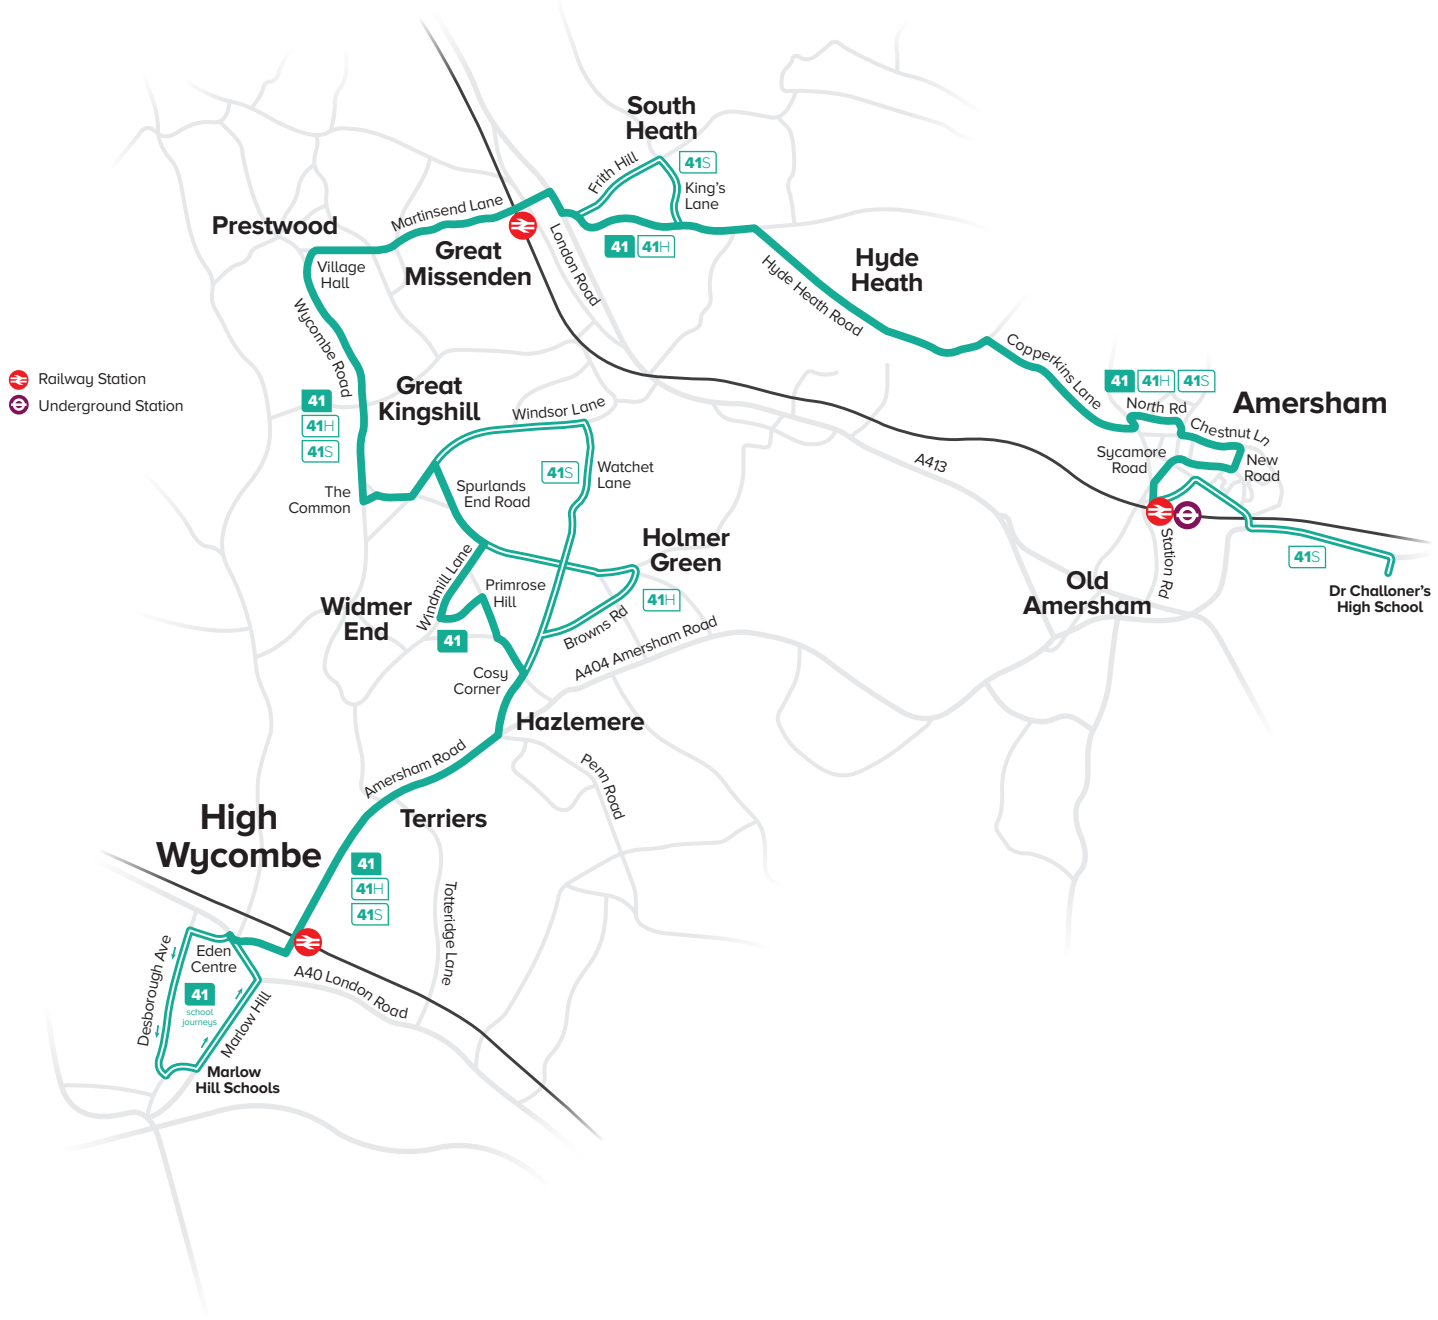 South
Heath
Frith Hill
41S
King's
Lane
Prestwood
Martinsend Lane
Great
Missenden
London Road
41 41H
Hyde
Heath
Hyde Heath Road
Village
Hall
Wycombe Road
Railway Station
Underground Station
Great
Kingshill
41
41H
41S
Windsor Lane
Copperkins Lane
41 41H 41S
North Rd
Amersham
Chestnut Ln
Sycamore
Road
New
Road
A413
41S
Watchet
Lane
Spurlands
End Road
The
Common
Holmer
Green
41H
Windmill Lane
Primrose
Hill
Widmer
End
41
Browns Rd
A404 Amersham Road
Cosy
Corner
Station Rd
41S
Old
Amersham
Dr Challoner's
High School
Hazlemere
Amersham Road
Penn Road
Terriers
High
Wycombe
41
41H
41S
Totteridge Lane
Desborough Ave
Eden
Centre
41
school
journeys
Marlow Hill
A40 London Road
Marlow
Hill Schools